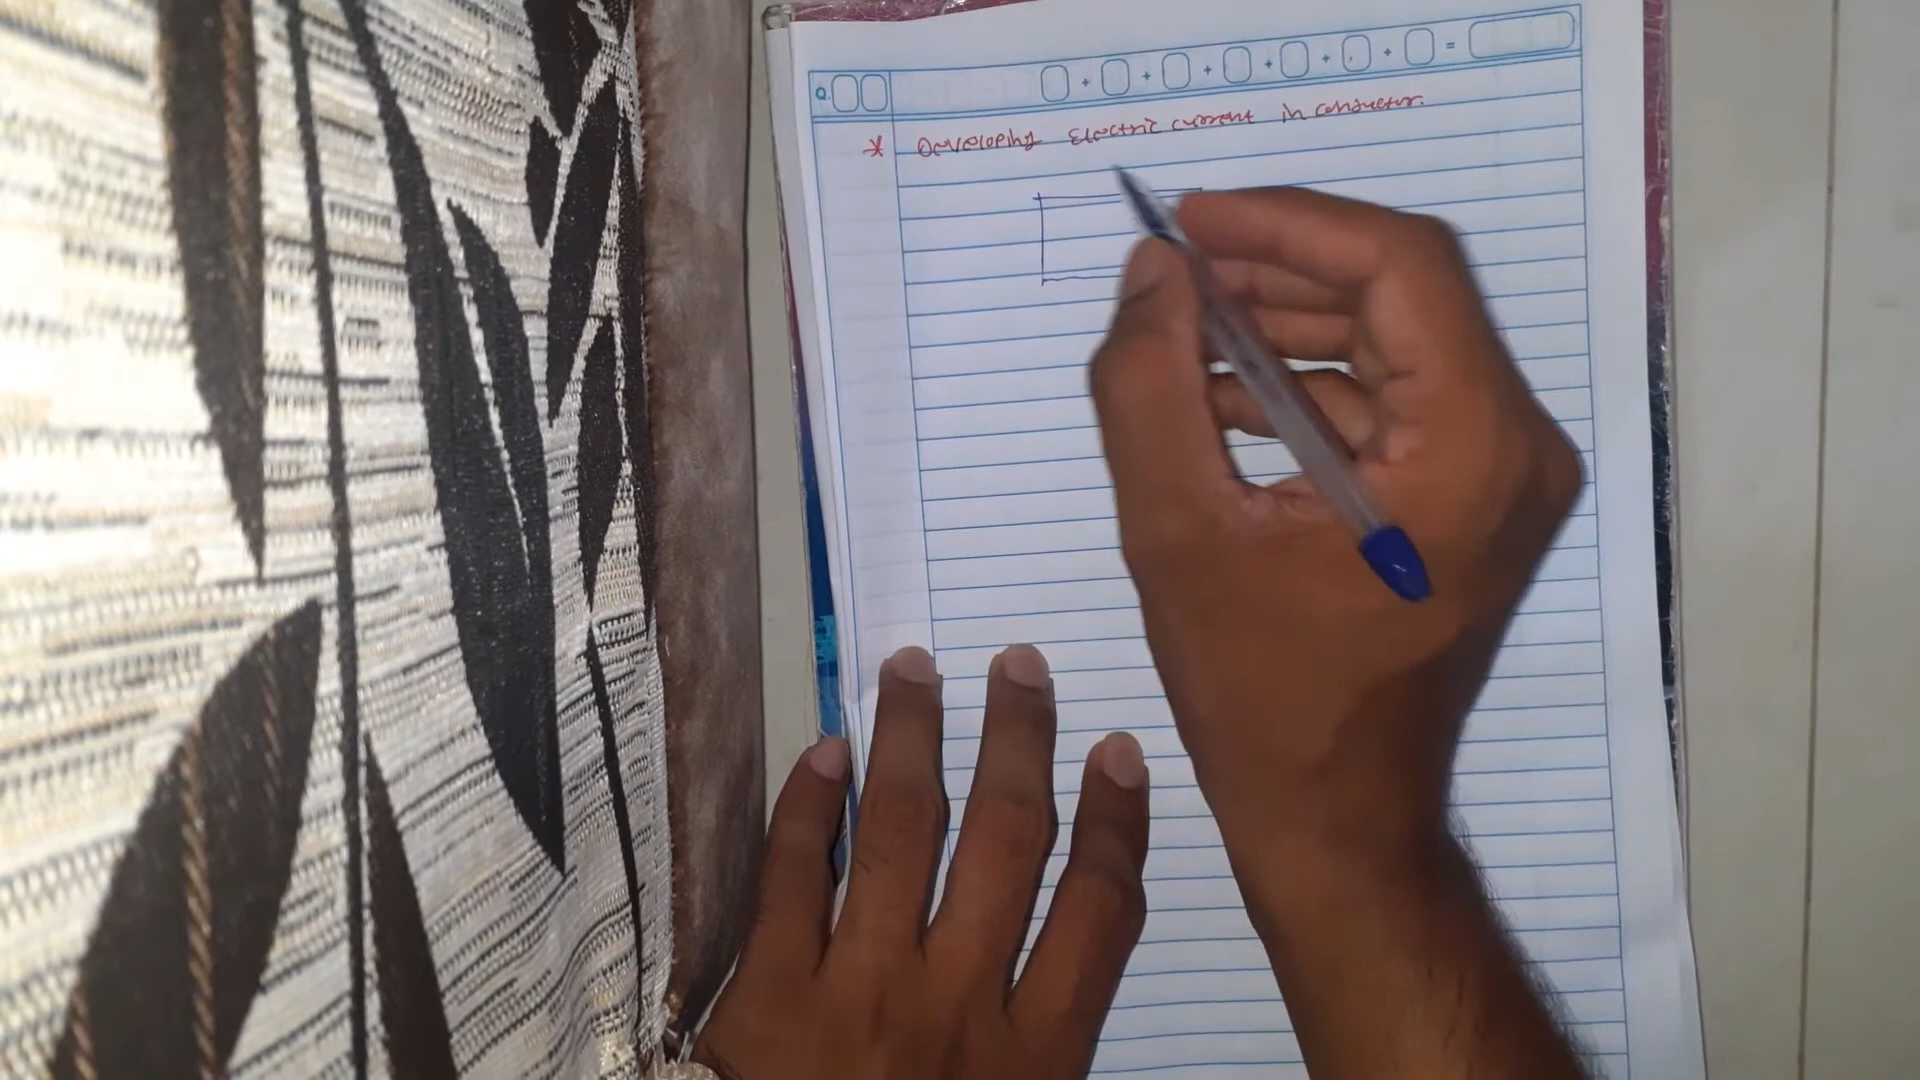 Q.
+ + + + + + =
* Developing Electric current in conductor.